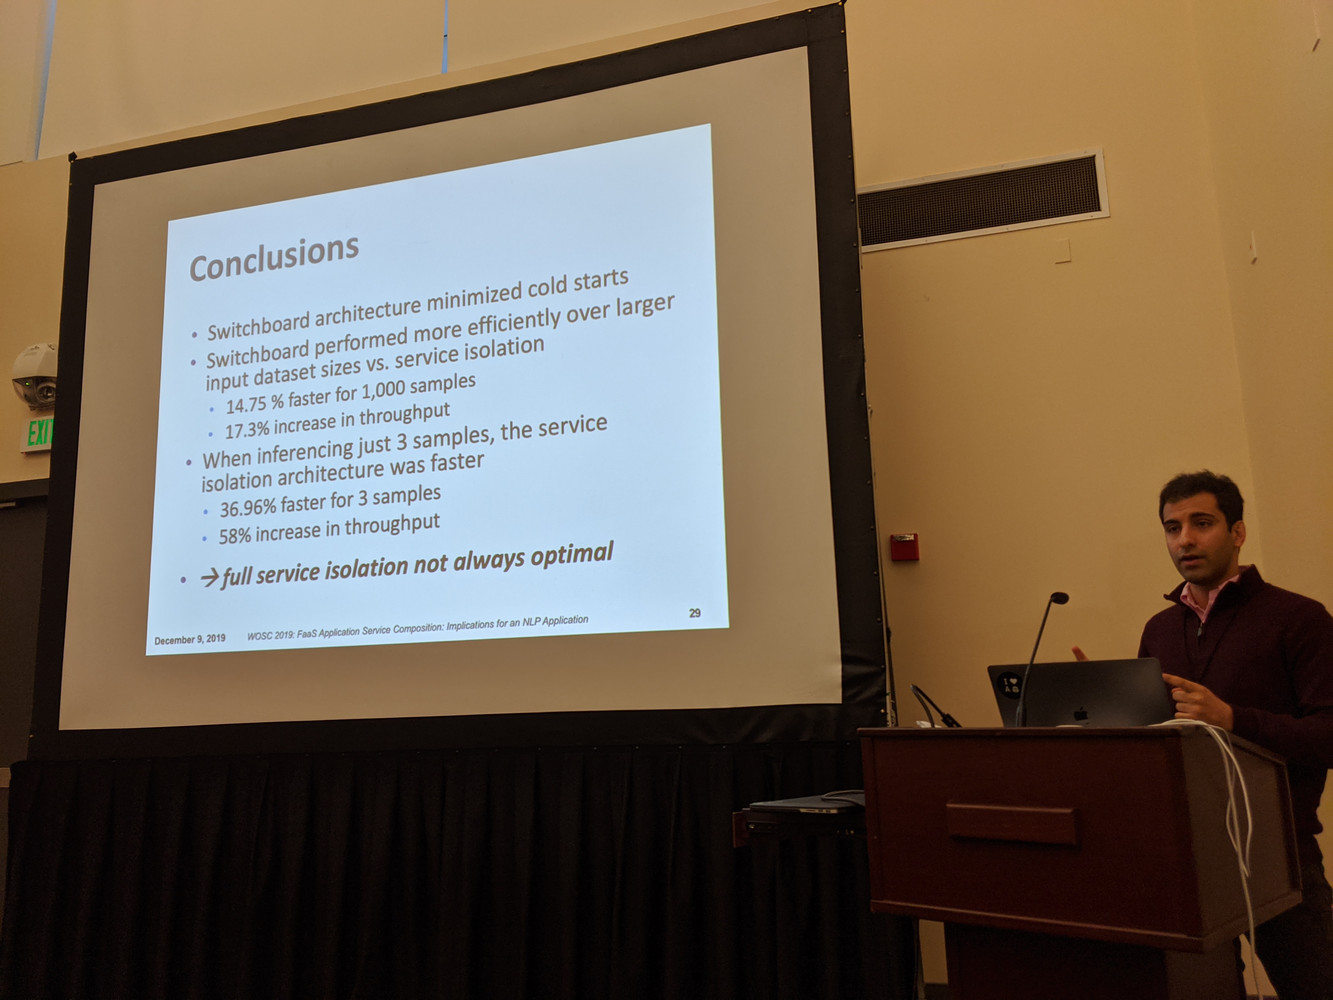 Conclusions
• Switchboard architecture minimized cold starts
• Switchboard performed more efficiently over larger
input dataset sizes vs. service isolation
• 14.75 % faster for 1,000 samples
• 17.3% increase in throughput
• When inferencing just 3 samples, the service
isolation architecture was faster
• 36.96% faster for 3 samples
• 58% increase in throughput
• → full service isolation not always optimal
December 9, 2019
WOSC 2019: FaaS Application Service Composition: Implications for an NLP Application
29
EXIT
I ♥